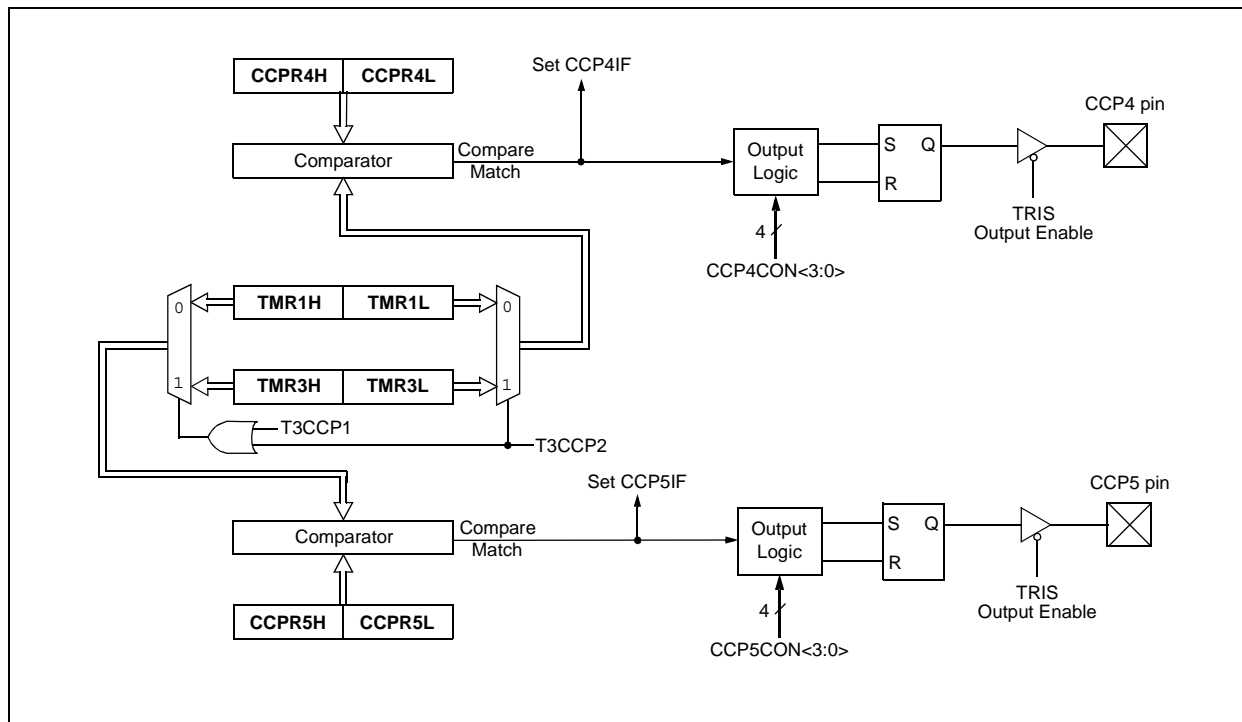 CCPR4H CCPR4L
Set CCP4IF
CCP4 pin
Comparator
Compare
Match
Output
Logic
S Q
R
TRIS
Output Enable
4
CCP4CON<3:0>
0 TMR1H TMR1L 0
1 TMR3H TMR3L 1
T3CCP1
T3CCP2
Set CCP5IF
CCP5 pin
Comparator
Compare
Match
Output
Logic
S Q
R
TRIS
Output Enable
4
CCPR5H CCPR5L
CCP5CON<3:0>